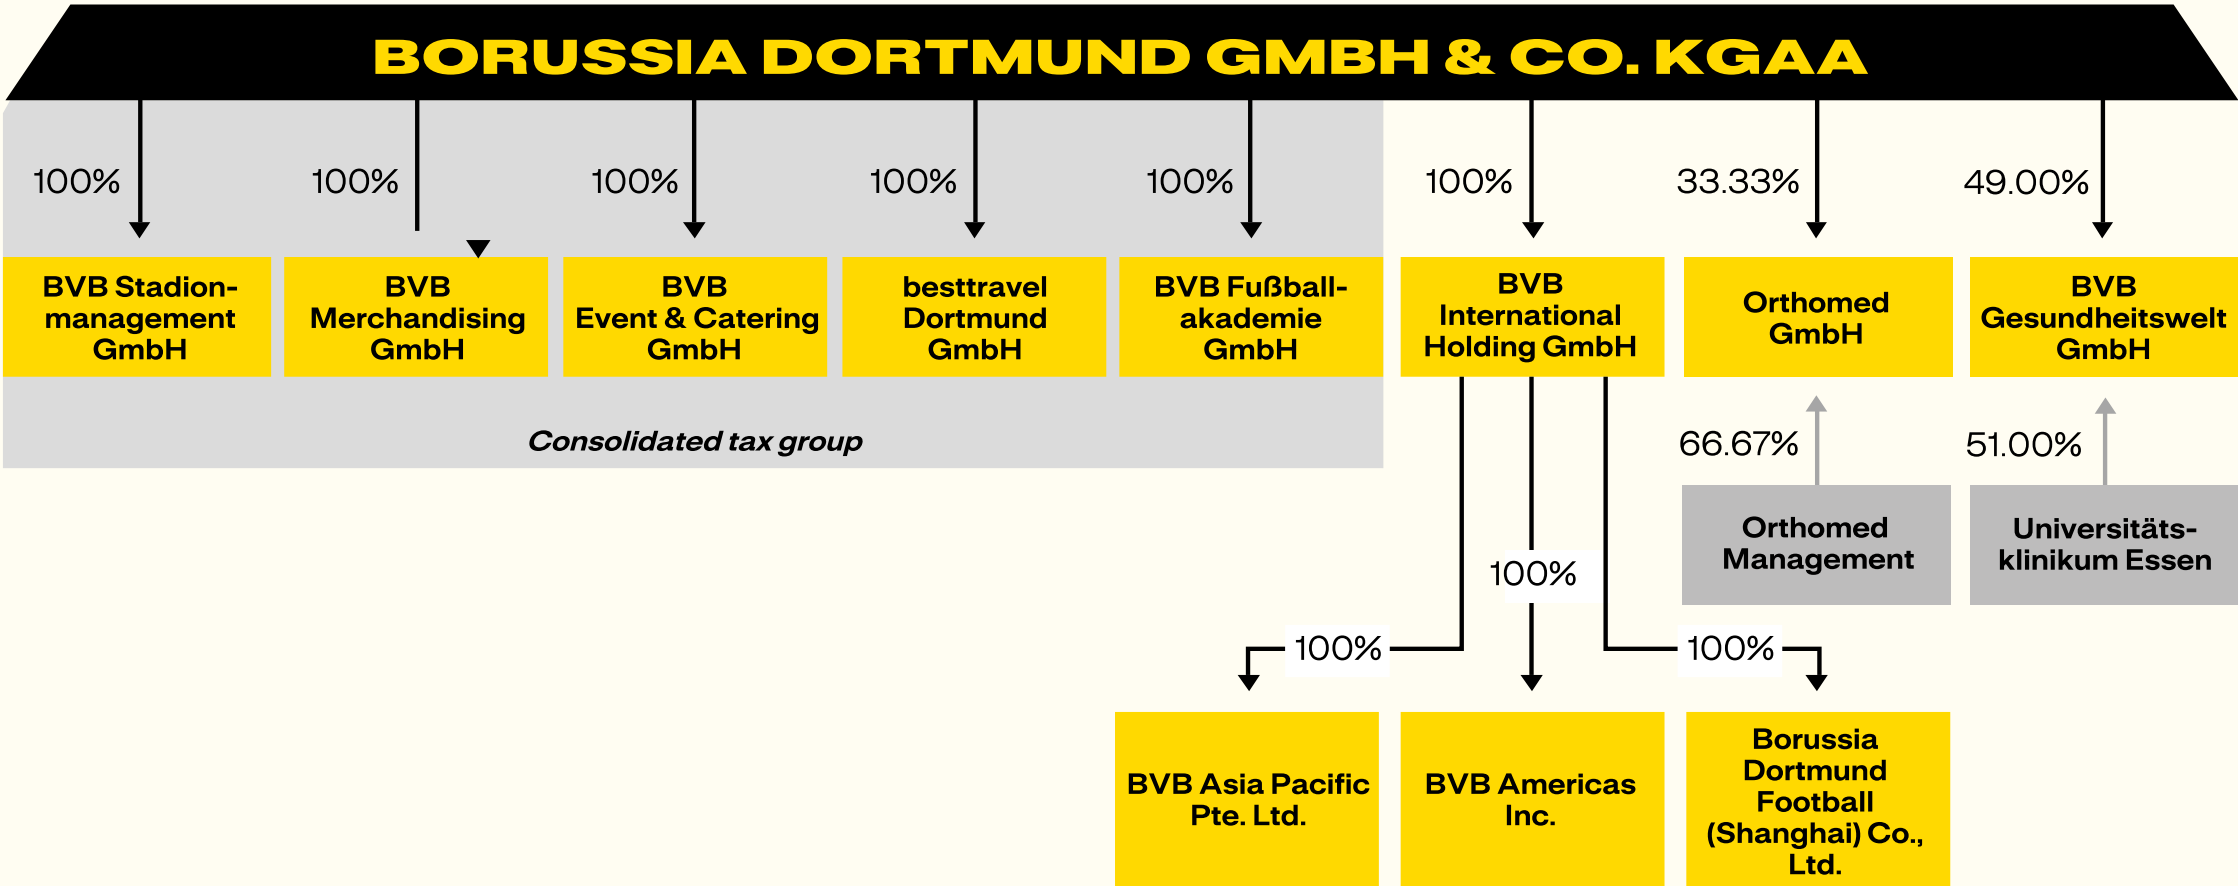 BORUSSIA DORTMUND GMBH & CO. KGAA
100%
100%
100%
100%
100%
100%
33.33%
49.00%
BVB Stadion-
management
GmbH
BVB
Merchandising
GmbH
BVB
Event & Catering
GmbH
besttravel
Dortmund
GmbH
BVB Fußball-
akademie
GmbH
BVB
International
Holding GmbH
Orthomed
GmbH
BVB
Gesundheitswelt
GmbH
Consolidated tax group
66.67%
51.00%
Orthomed
Management
Universitäts-
klinikum Essen
100%
100%
100%
BVB Asia Pacific
Pte. Ltd.
BVB Americas
Inc.
Borussia
Dortmund
Football
(Shanghai) Co.,
Ltd.